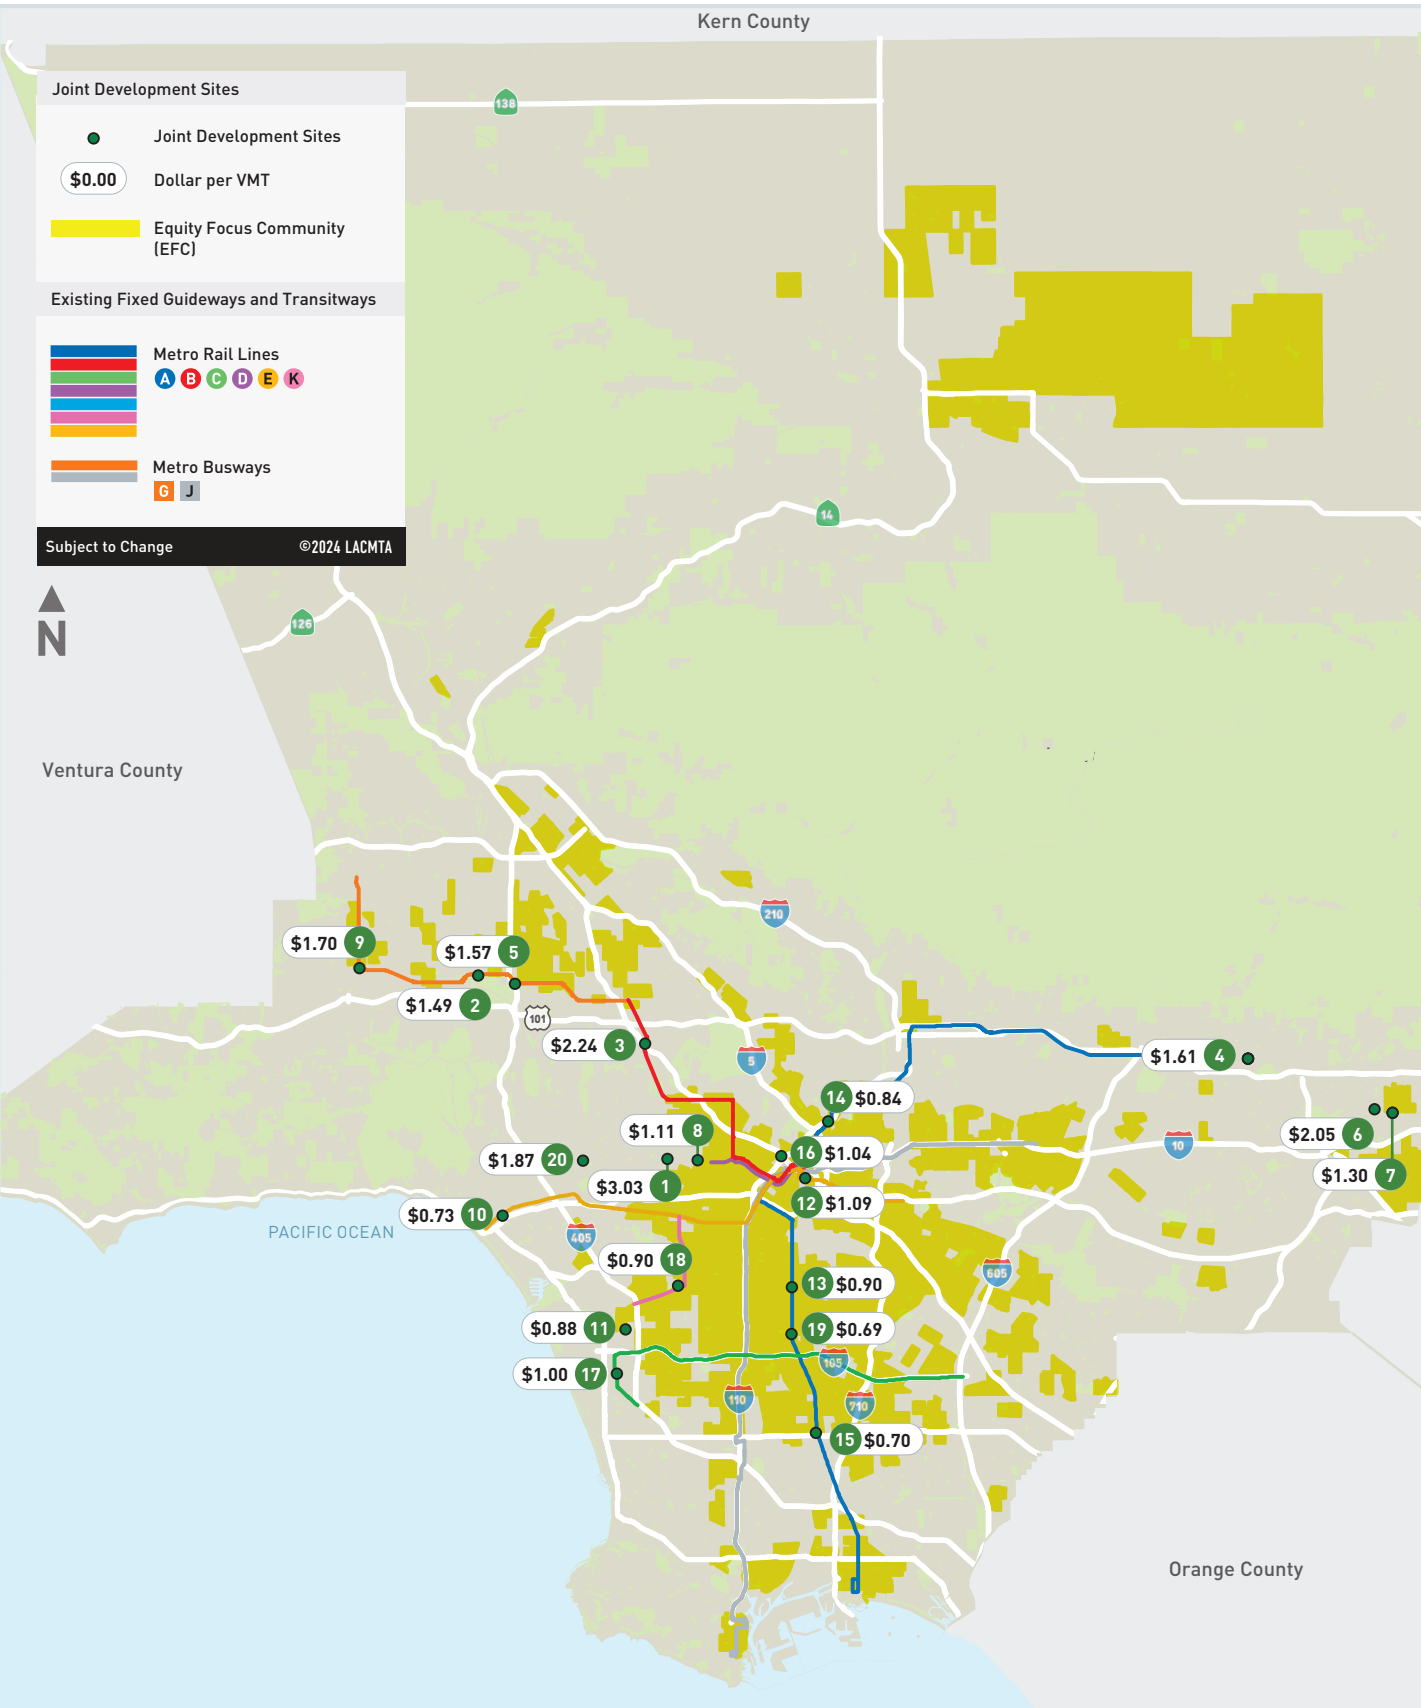 Kern County
Joint Development Sites
Joint Development Sites
$0.00 Dollar per VMT
Equity Focus Community
(EFC)
Existing Fixed Guideways and Transitways
Metro Rail Lines
A B C D E K
Metro Busways
G J
Subject to Change ©2024 LACMTA
N
138
14
126
Ventura County
210
$1.70 9
$1.57 5
$1.49 2
101
$2.24 3
5
$1.61 4
14 $0.84
$1.11 8
$2.05 6
10
16 $1.04
$1.87 20
$1.30 7
$3.03 1
12 $1.09
$0.73 10
PACIFIC OCEAN
405
$0.90 18
605
13 $0.90
$0.88 11
19 $0.69
105
$1.00 17
110
710
15 $0.70
Orange County